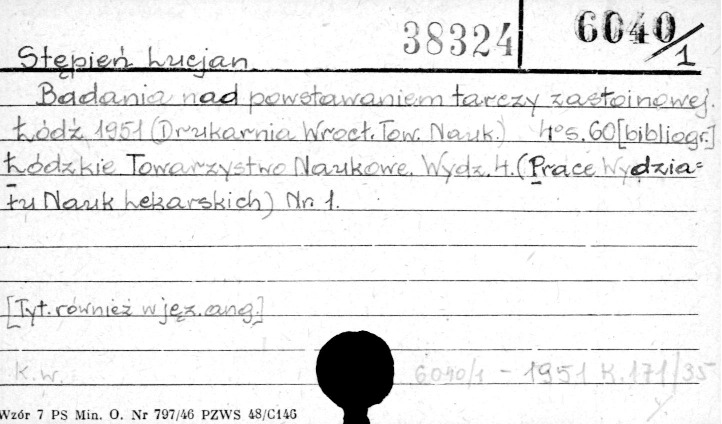 38324 6040/1
Stępień Lucjan
Badania nad powstawaniem tarczy zastoinowej.
Łódź 1951 (Drukarnia Wrocł. Tow. Nauk.) 4° s. 60 [bibliogr.]
Łódzkie Towarzystwo Naukowe. Wydz. 4. (Prace Wydzia=
łu Nauk Lekarskich) Nr 1.
[Tyt. również w jęz. ang.]
K.w. 6040/1 - 1951 K. 171/35
Wzór 7 PS Min. O. Nr 797/46 PZWS 48/C146